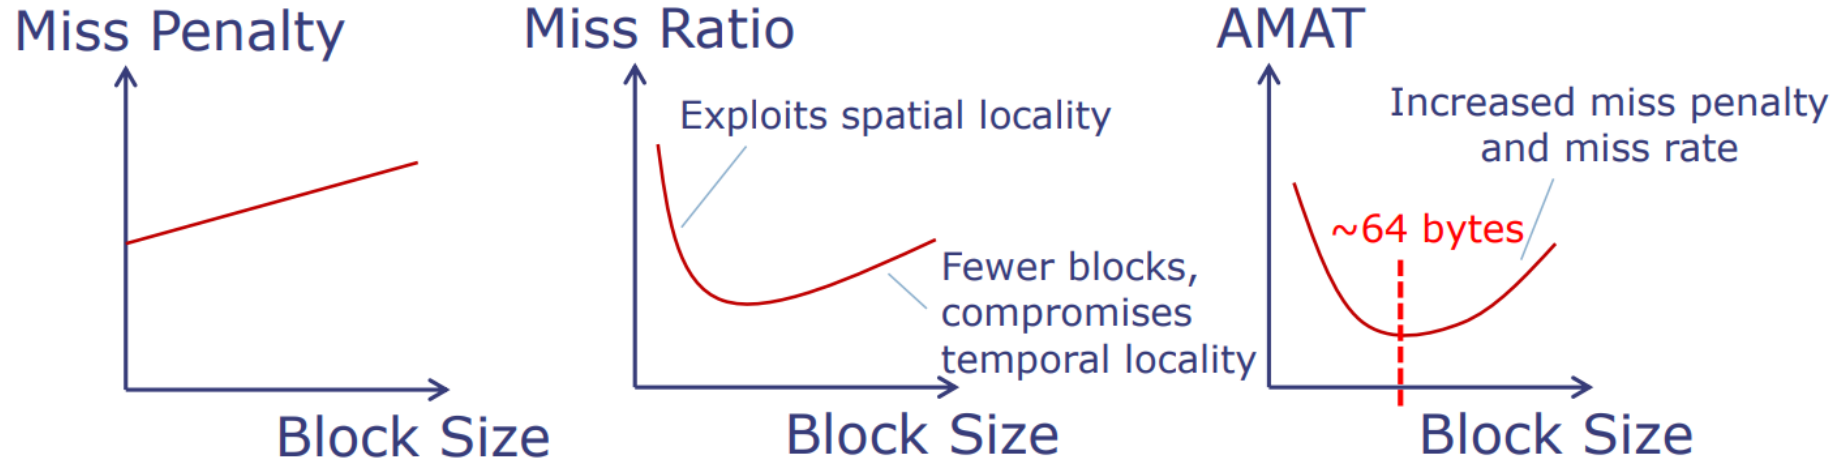 Miss Penalty
Block Size
Miss Ratio
Exploits spatial locality
Fewer blocks,
compromises
temporal locality
Block Size
AMAT
Increased miss penalty
and miss rate
~64 bytes
Block Size